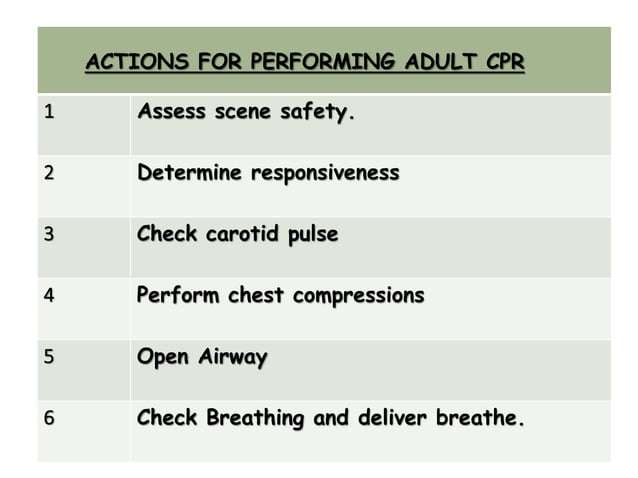 ACTIONS FOR PERFORMING ADULT CPR
1 Assess scene safety.
2 Determine responsiveness
3 Check carotid pulse
4 Perform chest compressions
5 Open Airway
6 Check Breathing and deliver breathe.